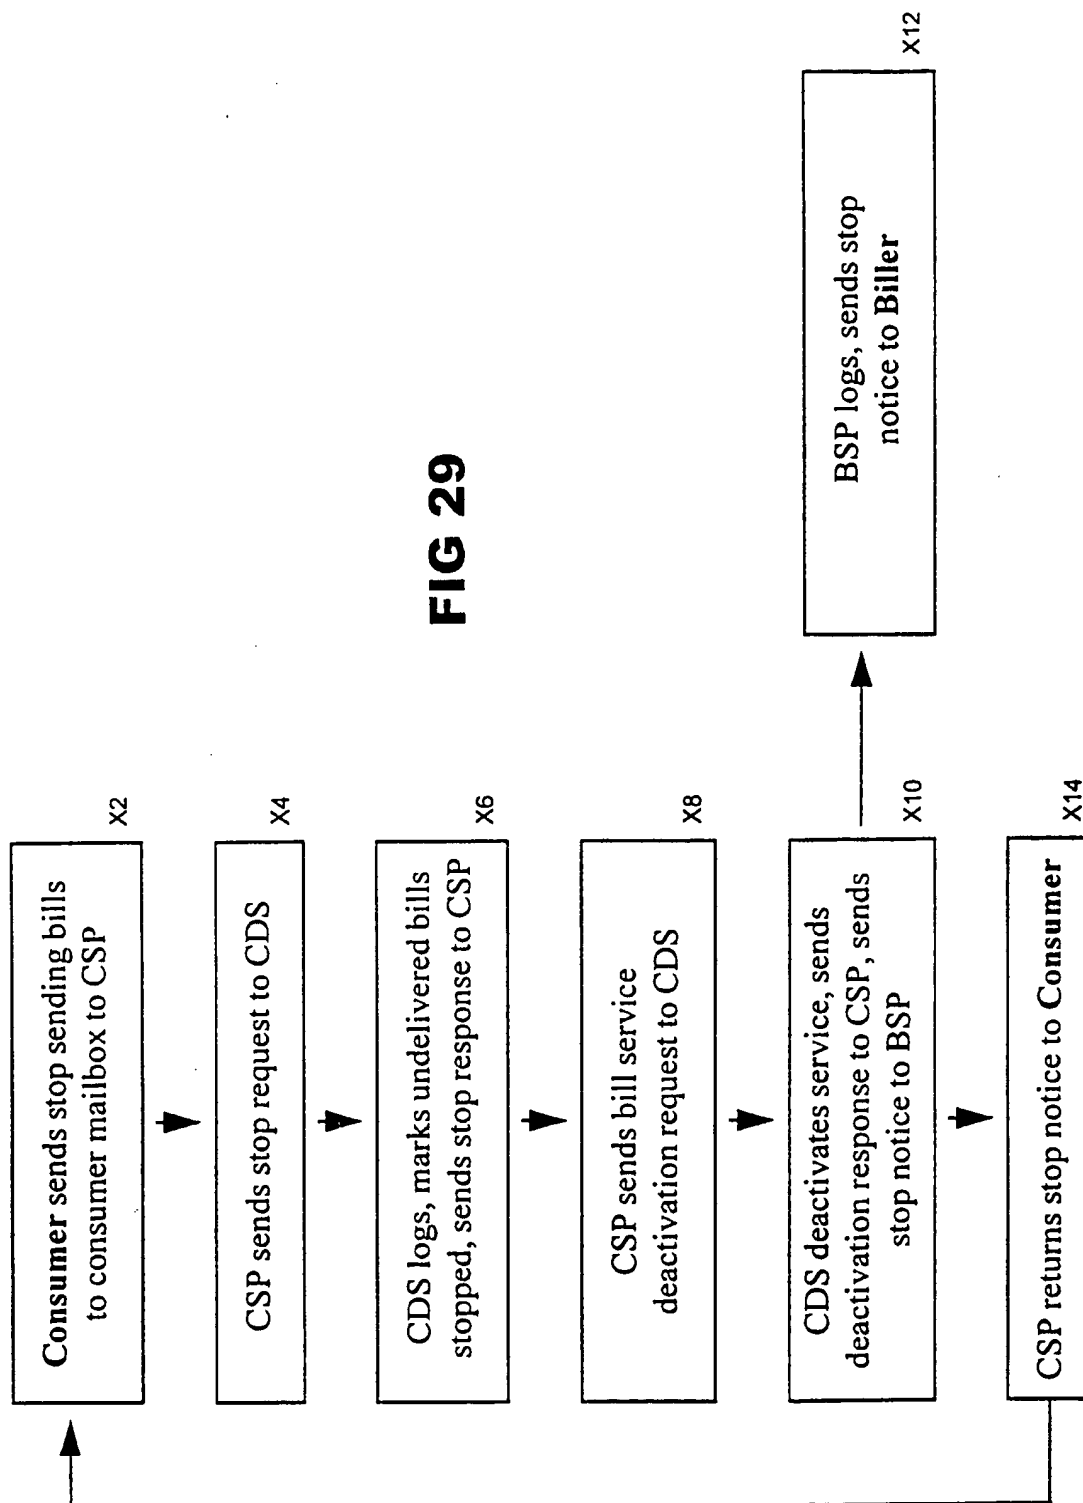 Consumer sends stop sending bills
to consumer mailbox to CSP
X2
CSP sends stop request to CDS
X4
CDS logs, marks undelivered bills
stopped, sends stop response to CSP
X6
CSP sends bill service
deactivation request to CDS
X8
CDS deactivates service, sends
deactivation response to CSP, sends
stop notice to BSP
X10
BSP logs, sends stop
notice to Biller
X12
CSP returns stop notice to Consumer
X14
FIG 29